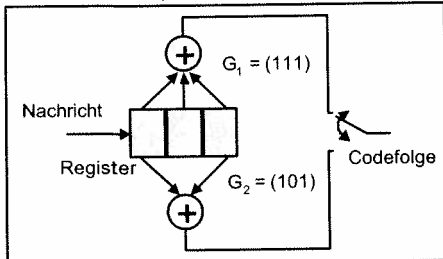 G₁ = (111)
Nachricht
Register
Codefolge
G₂ = (101)